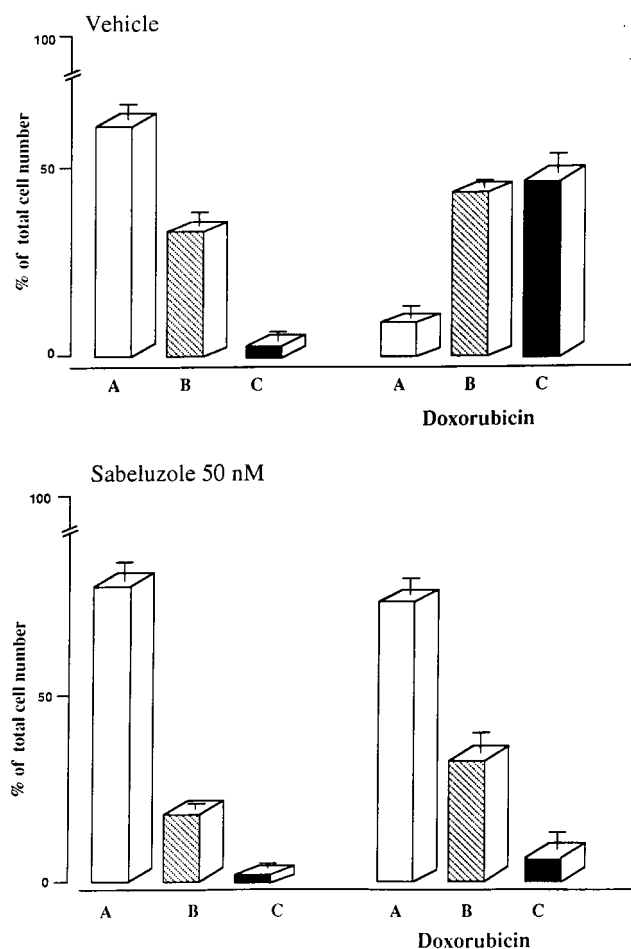 Vehicle
100
50
0
% of total cell number
A B C A B C
Doxorubicin
Sabeluzole 50 nM
100
50
0
% of total cell number
A B C A B C
Doxorubicin